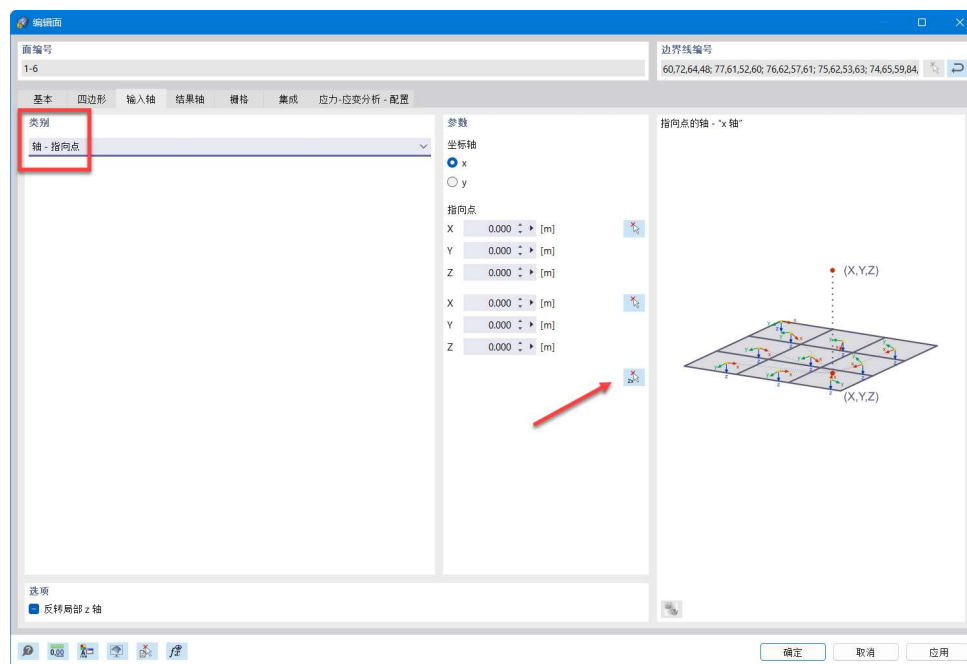 编辑面
面编号
1-6
边界线编号
60,72,64,48; 77,61,52,60; 76,62,57,61; 75,62,53,63; 74,65,59,84,
基本 四边形 输入轴 结果轴 栅格 集成 应力-应变分析 - 配置
类别
轴 - 指向点
参数
坐标轴
x
y
指向点
X 0.000 [m]
Y 0.000 [m]
Z 0.000 [m]
X 0.000 [m]
Y 0.000 [m]
Z 0.000 [m]
zx
指向点的轴 - "x 轴"
(X,Y,Z)
(X,Y,Z)
选项
反转局部 z 轴
0.00
确定 取消 应用